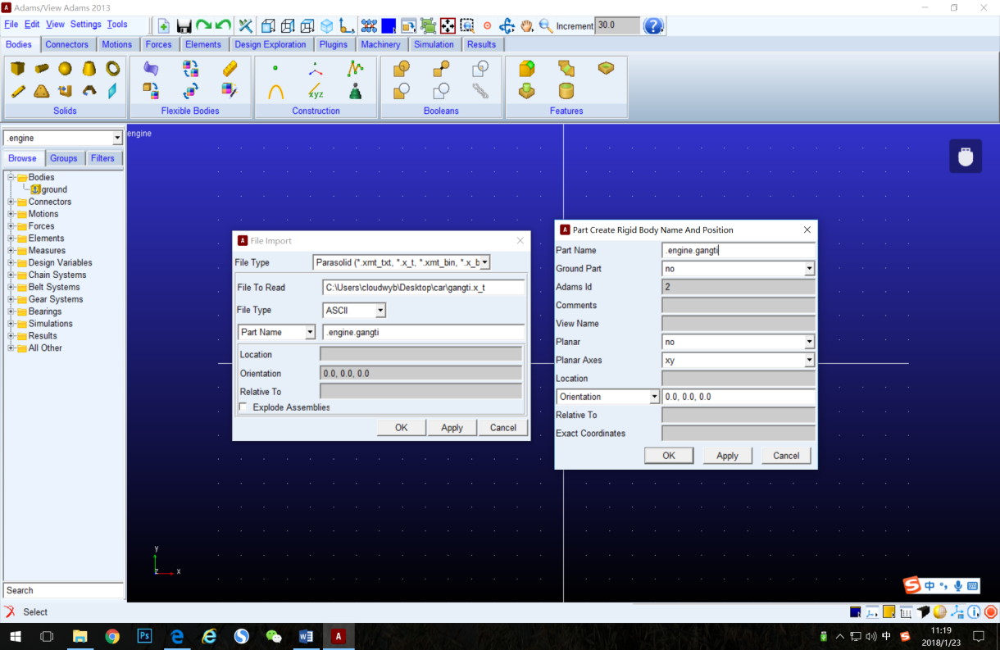 Adams/View Adams 2013
File Edit View Settings Tools
Increment 30.0
Bodies Connectors Motions Forces Elements Design Exploration Plugins Machinery Simulation Results
xyz
Solids Flexible Bodies Construction Booleans Features
.engine
Browse Groups Filters
Bodies
ground
Connectors
Motions
Forces
Elements
Measures
Design Variables
Chain Systems
Belt Systems
Gear Systems
Bearings
Simulations
Results
All Other
Search
engine
File Import
File Type Parasolid (*.xmt_txt, *.x_t, *.xmt_bin, *.x_b
File To Read C:\Users\cloudwyb\Desktop\car\gangti.x_t
File Type ASCII
Part Name .engine.gangti
Location
Orientation 0.0, 0.0, 0.0
Relative To
Explode Assemblies
OK Apply Cancel
Part Create Rigid Body Name And Position
Part Name .engine.gangti
Ground Part no
Adams Id 2
Comments
View Name
Planar no
Planar Axes xy
Location
Orientation 0.0, 0.0, 0.0
Relative To
Exact Coordinates
OK Apply Cancel
y
z x
中
Select
Ps W A 中
11:19
2018/1/23